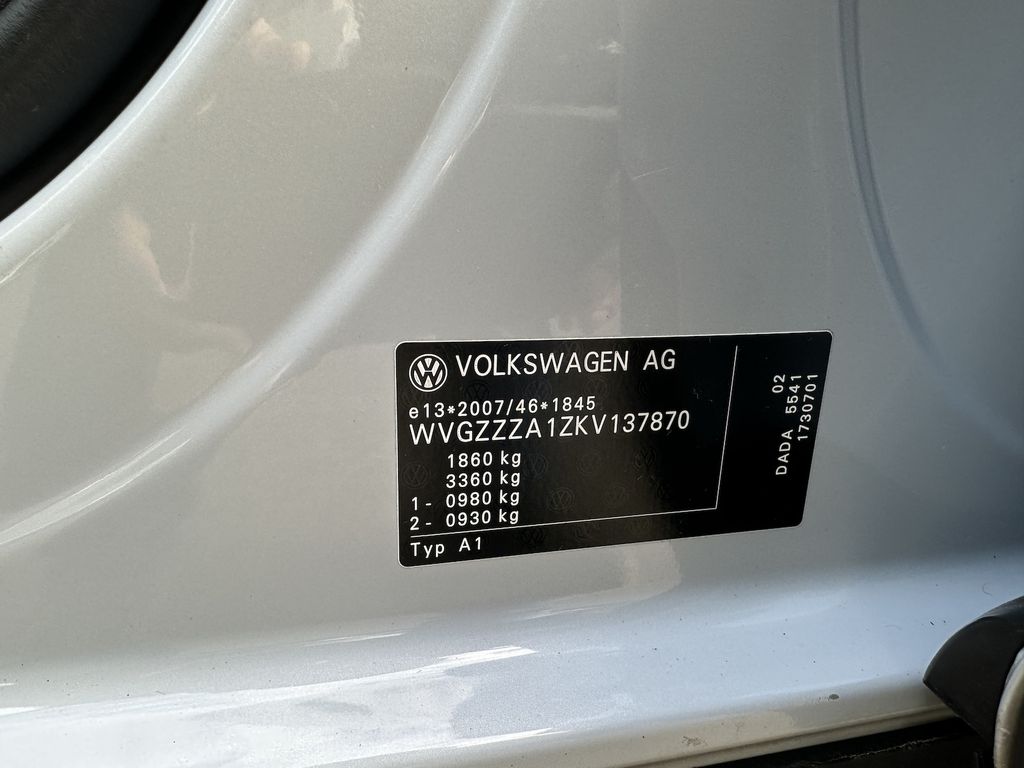 VOLKSWAGEN AG
e13*2007/46*1845
WVGZZZA1ZKV137870
1860 kg
3360 kg
1 - 0980 kg
2 - 0930 kg
Typ A1
02
DADA 5541
1730701